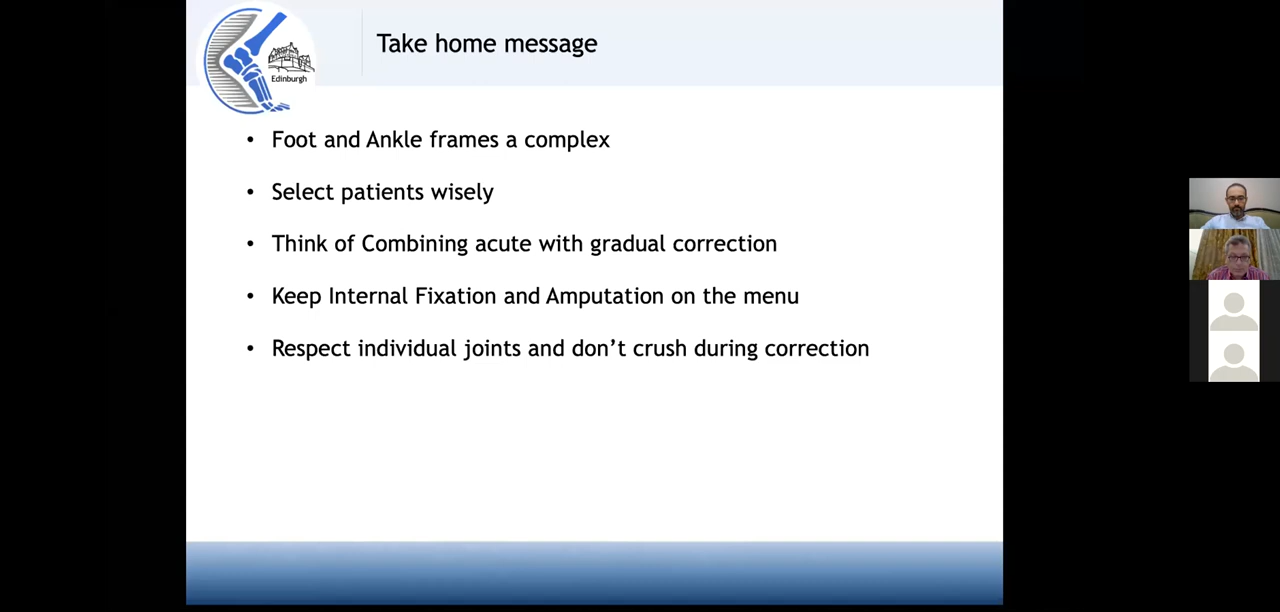 Take home message
Edinburgh
• Foot and Ankle frames a complex
• Select patients wisely
• Think of Combining acute with gradual correction
• Keep Internal Fixation and Amputation on the menu
• Respect individual joints and don’t crush during correction